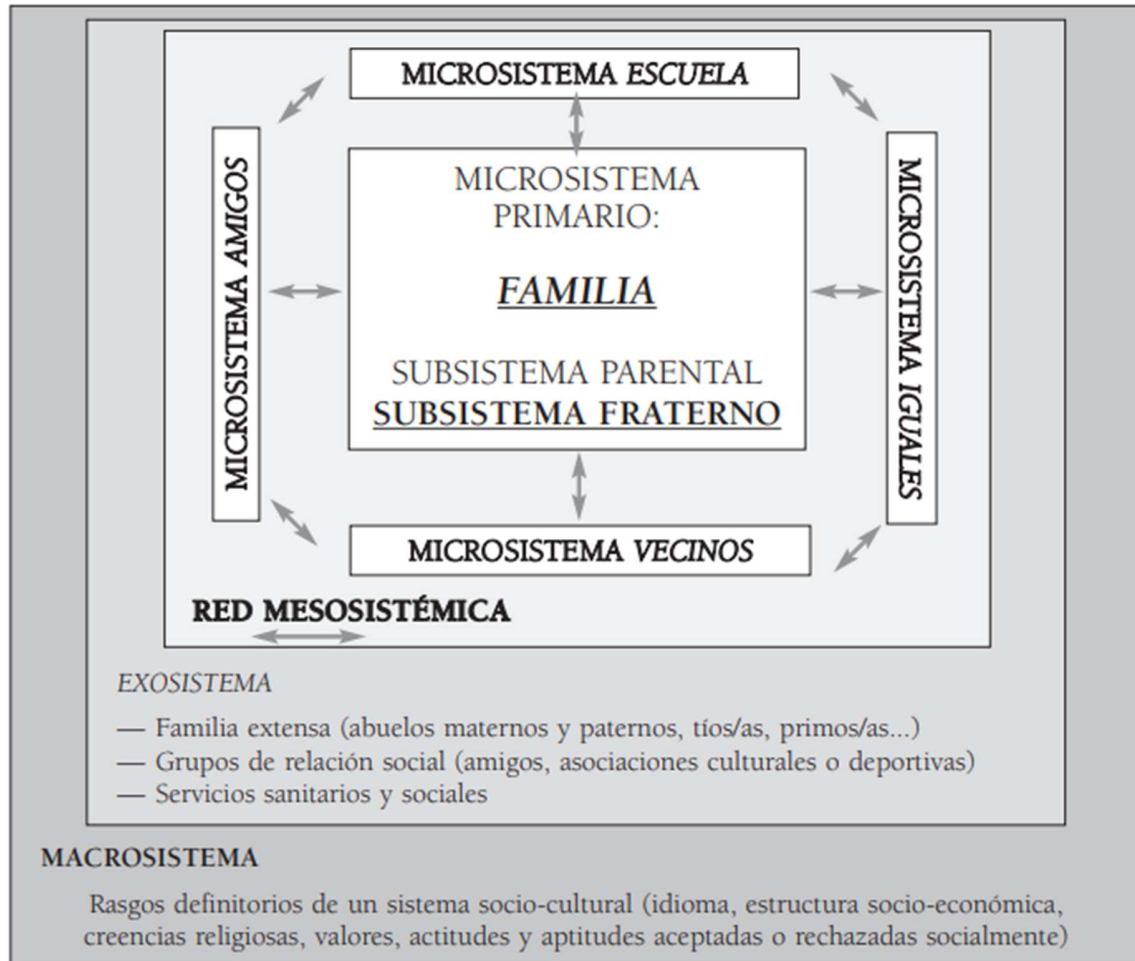 MICROSISTEMA ESCUELA
MICROSISTEMA AMIGOS
MICROSISTEMA
PRIMARIO:
FAMILIA
SUBSISTEMA PARENTAL
SUBSISTEMA FRATERNO
MICROSISTEMA IGUALES
MICROSISTEMA VECINOS
RED MESOSISTÉMICA
EXOSISTEMA
— Familia extensa (abuelos maternos y paternos, tíos/as, primos/as...)
— Grupos de relación social (amigos, asociaciones culturales o deportivas)
— Servicios sanitarios y sociales
MACROSISTEMA
Rasgos definitorios de un sistema socio-cultural (idioma, estructura socio-económica,
creencias religiosas, valores, actitudes y aptitudes aceptadas o rechazadas socialmente)